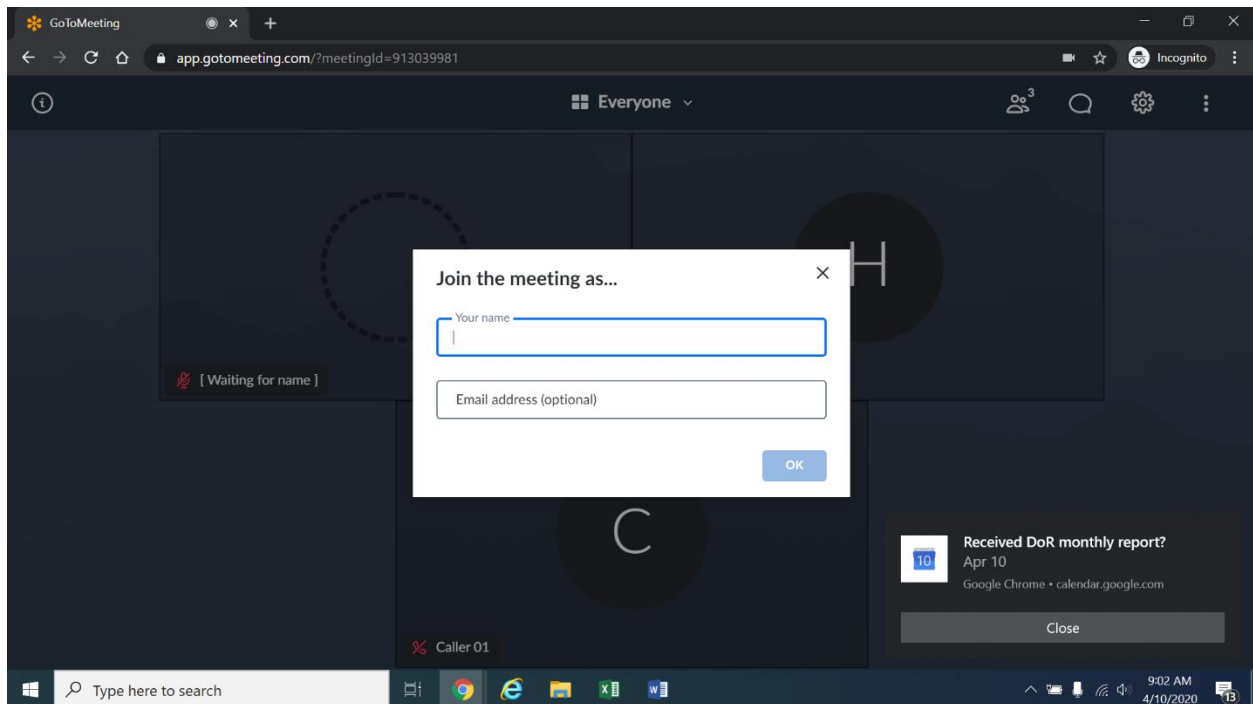 GoToMeeting
app.gotomeeting.com/?meetingId=913039981
Incognito
Everyone
3
H
Join the meeting as...
Your name
Email address (optional)
OK
[ Waiting for name ]
C
Caller 01
10
Received DoR monthly report?
Apr 10
Google Chrome • calendar.google.com
Close
Type here to search
9:02 AM
4/10/2020
13